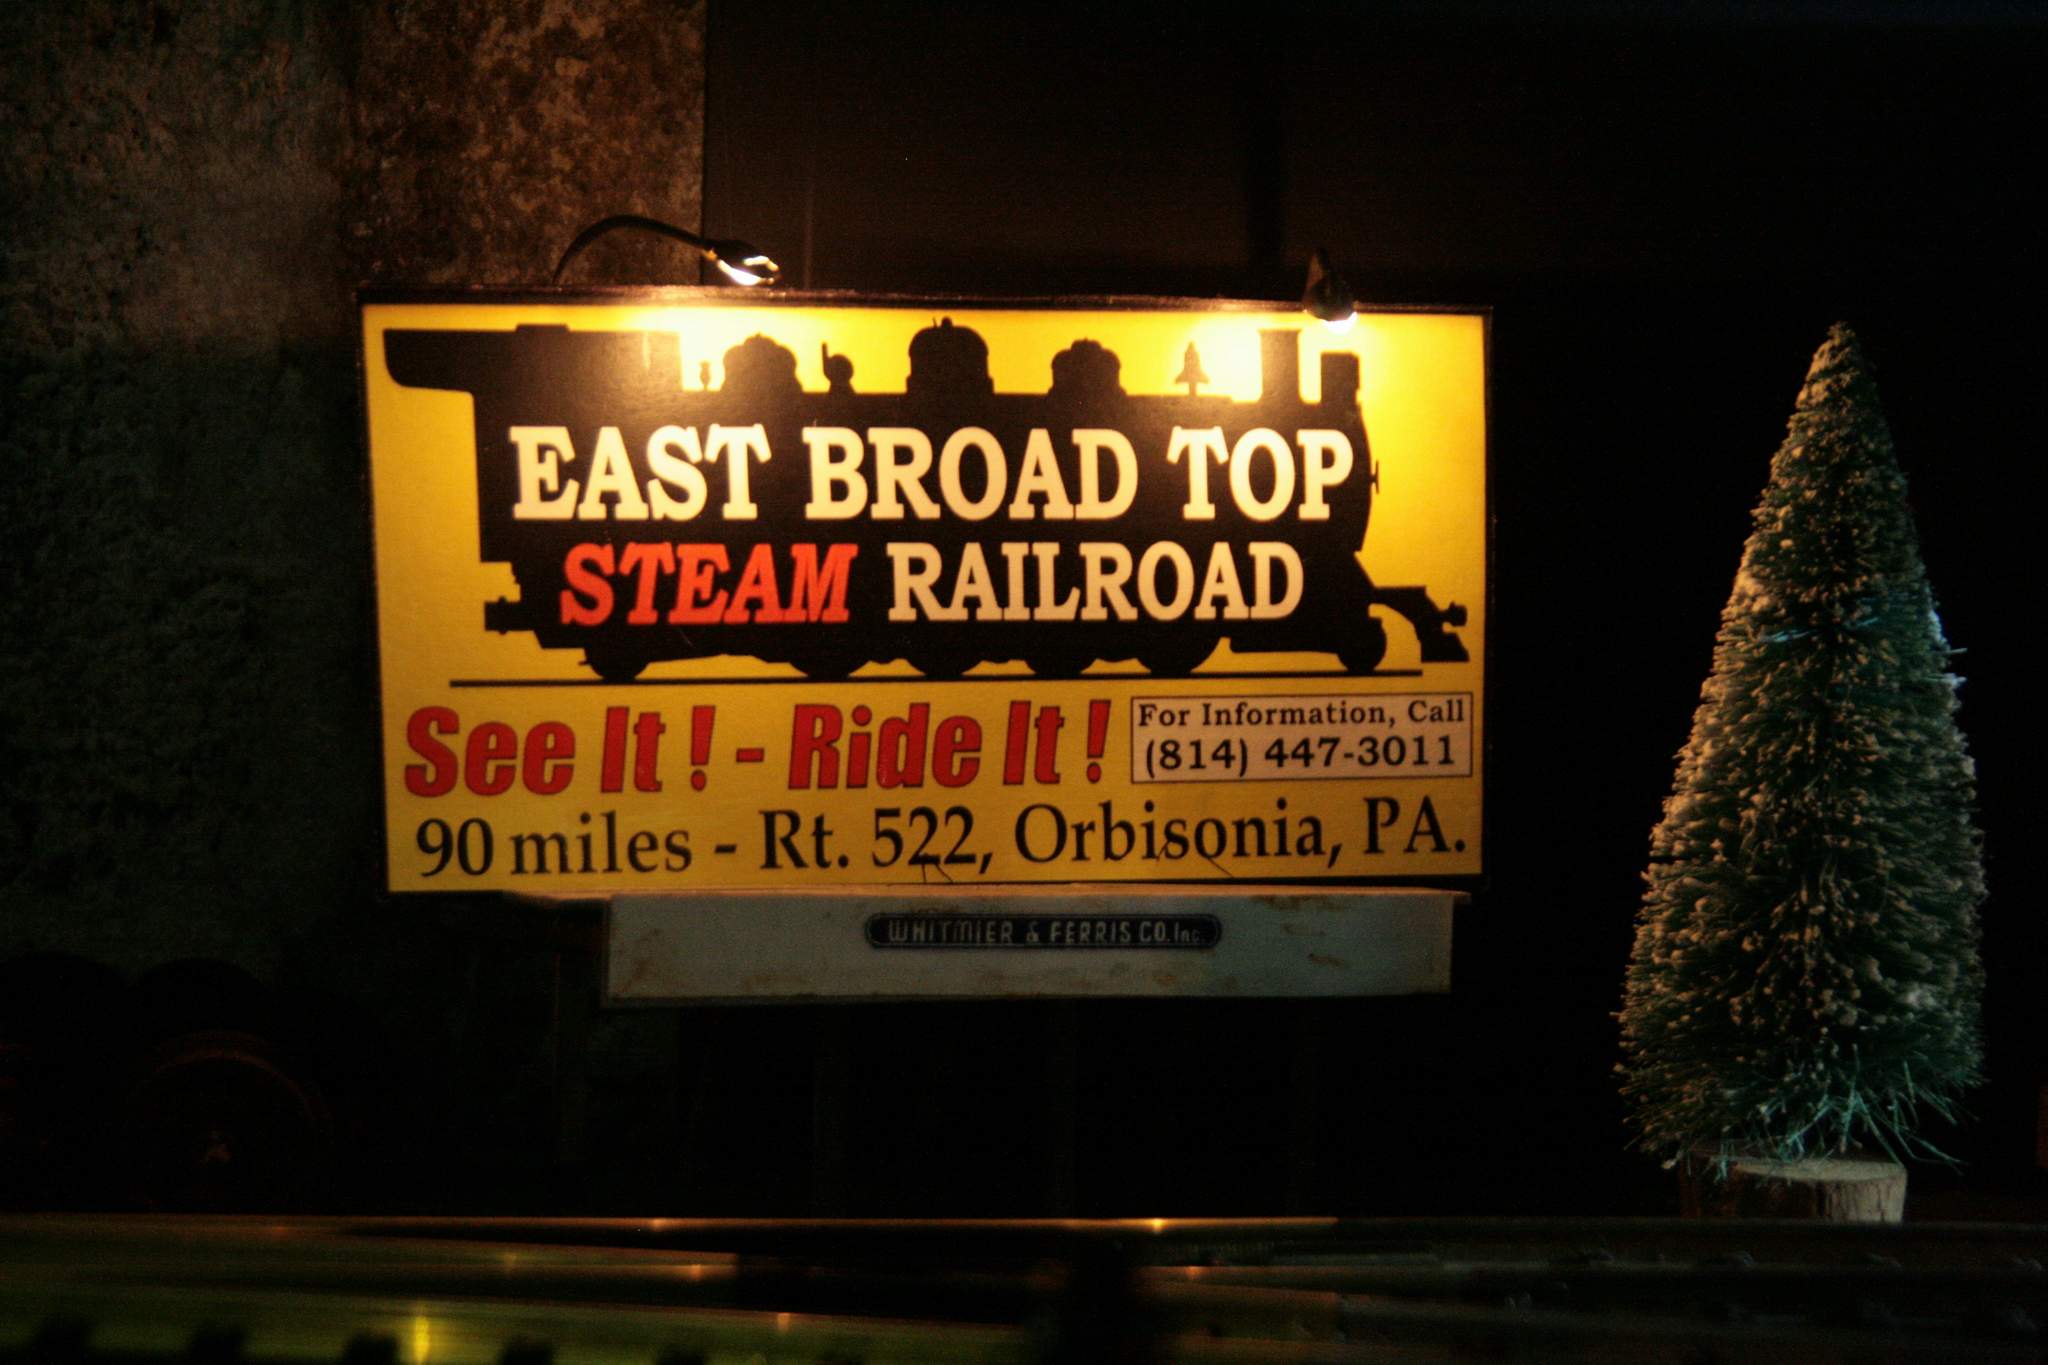 EAST BROAD TOP
STEAM RAILROAD
See It! - Ride It!
For Information, Call
(814) 447-3011
90 miles - Rt. 522, Orbisonia, PA.
WHITMIER & FERRIS CO. Inc.